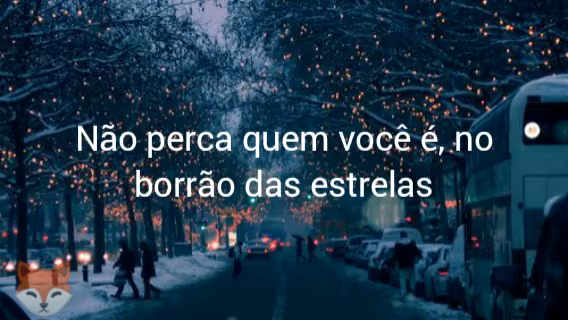 Não perca quem você é, no
borrão das estrelas